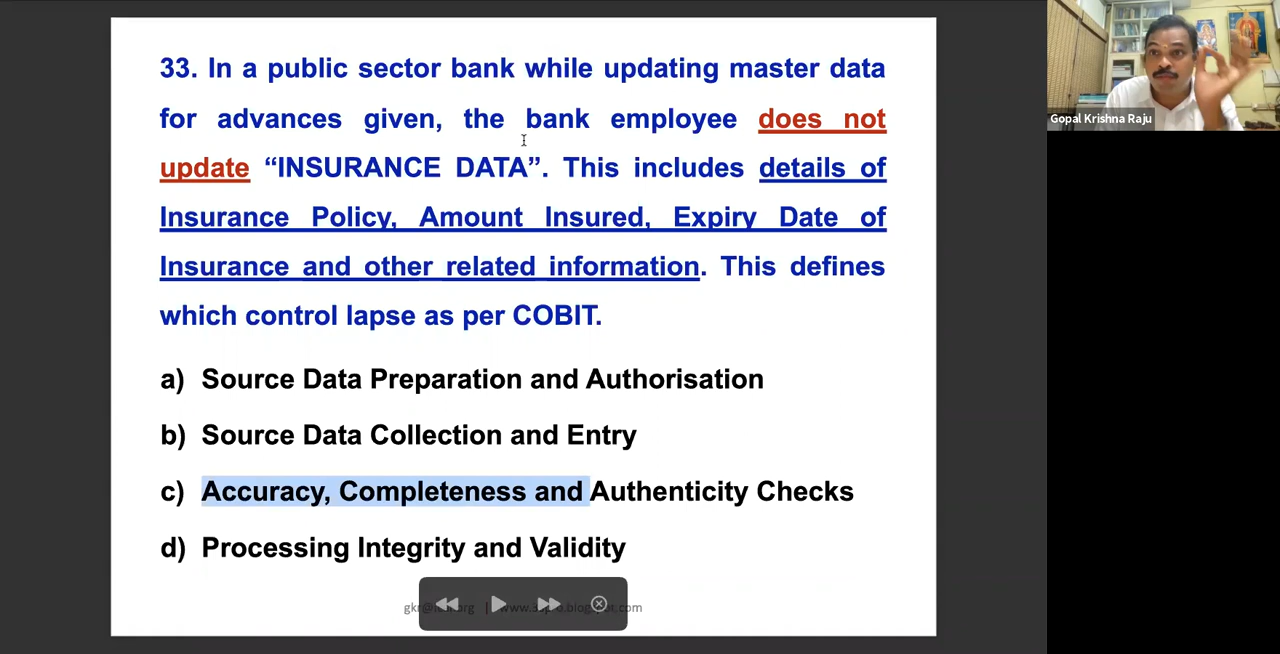 33. In a public sector bank while updating master data
for advances given, the bank employee does not
update “INSURANCE DATA”. This includes details of
Insurance Policy, Amount Insured, Expiry Date of
Insurance and other related information. This defines
which control lapse as per COBIT.
a) Source Data Preparation and Authorisation
b) Source Data Collection and Entry
c) Accuracy, Completeness and Authenticity Checks
d) Processing Integrity and Validity
Gopal Krishna Raju